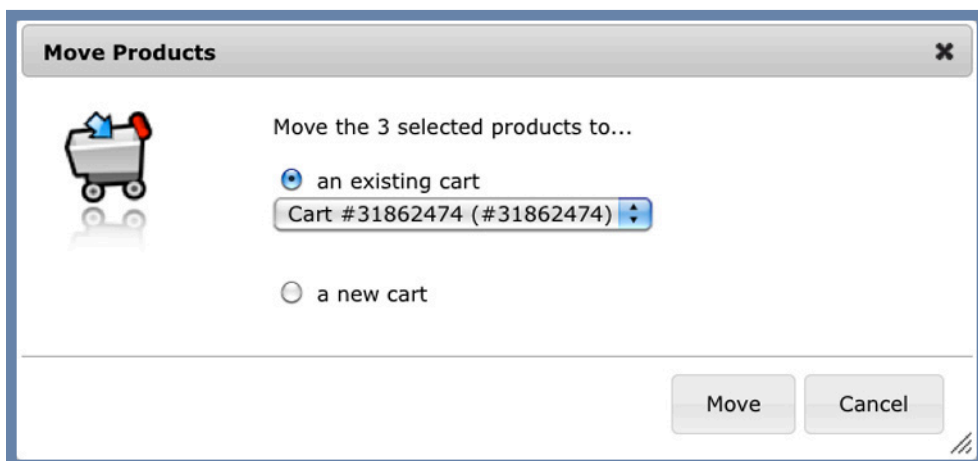 Move Products
Move the 3 selected products to...
an existing cart
Cart #31862474 (#31862474)
a new cart
Move
Cancel